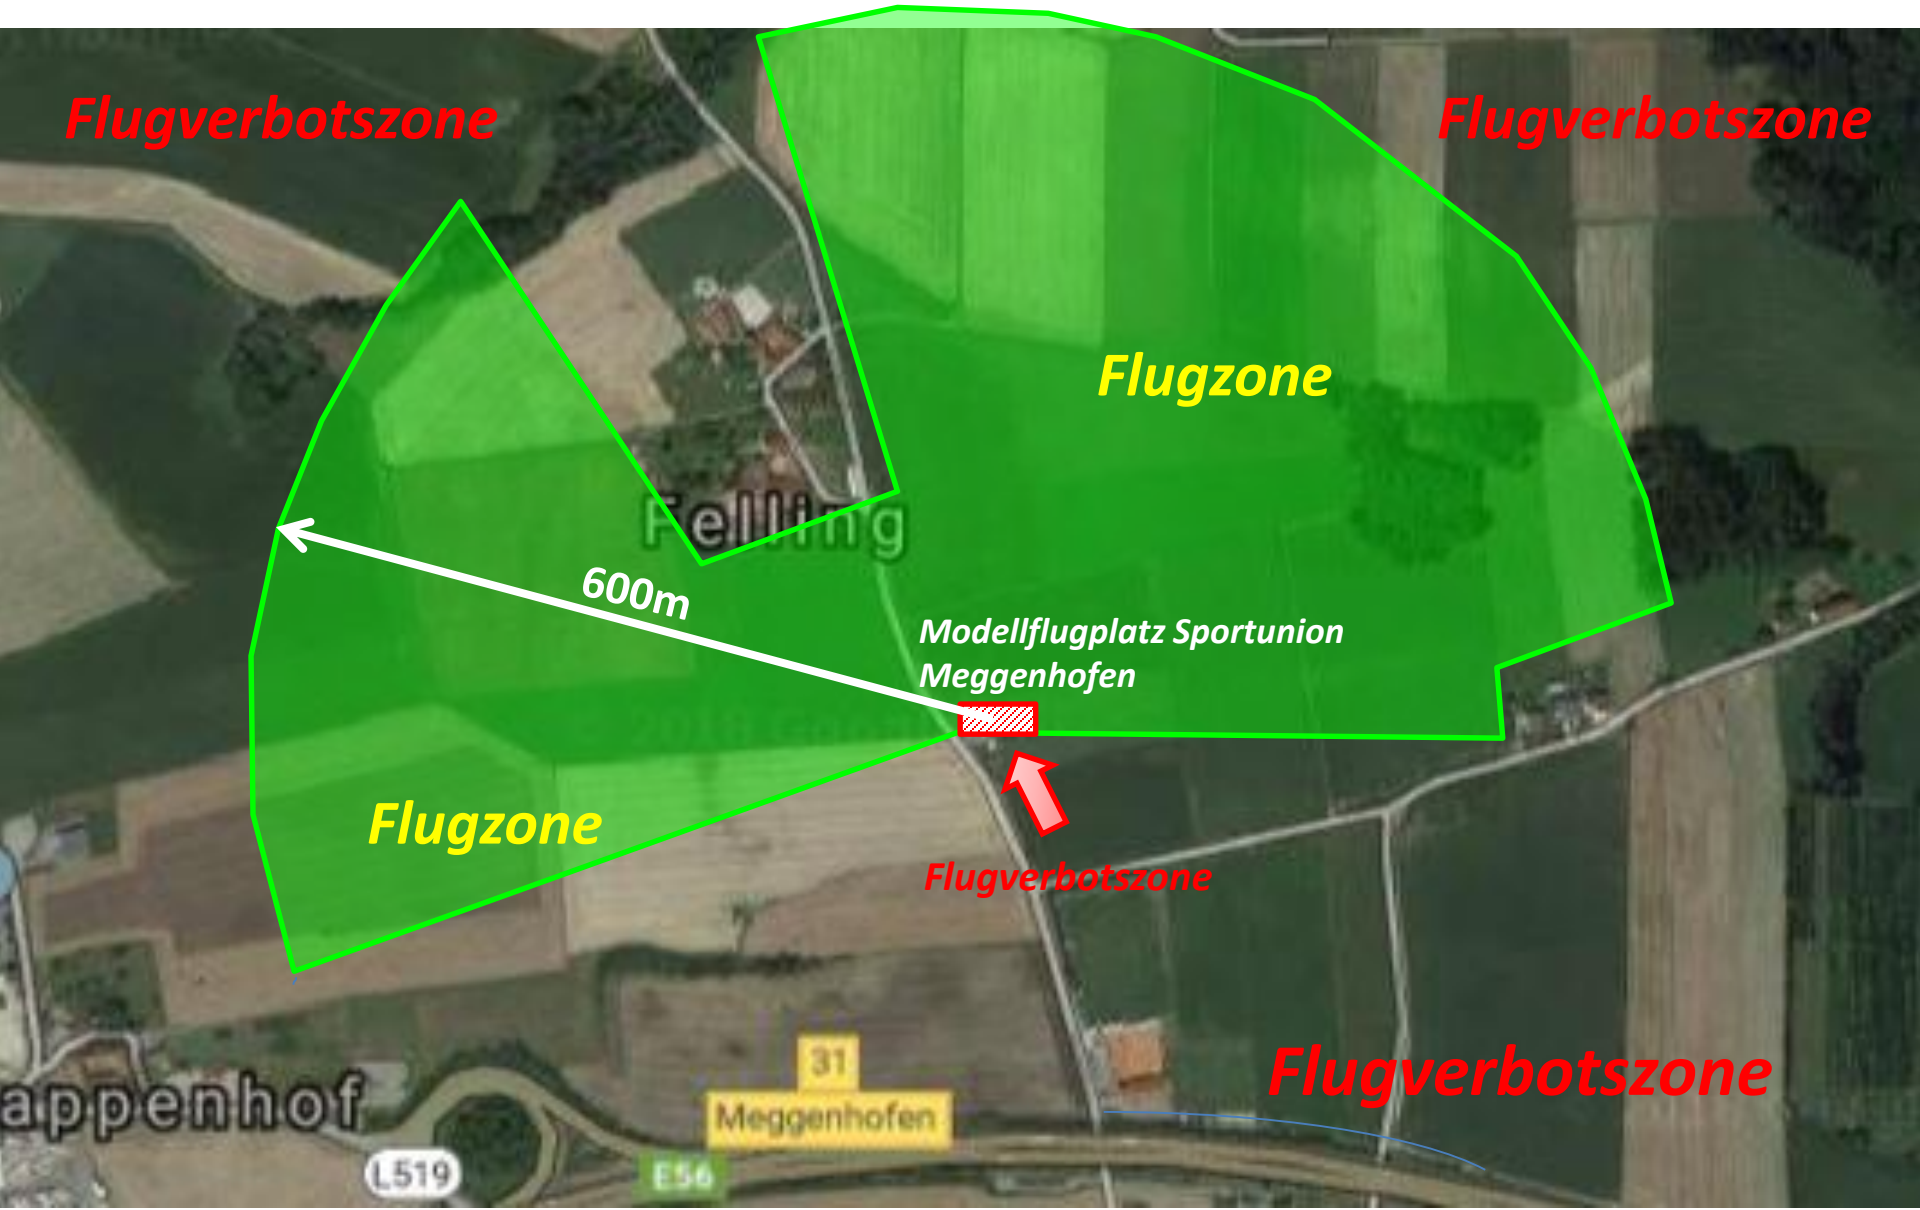 Flugverbotszone
Flugverbotszone
Flugzone
Felling
600m
Modellflugplatz Sportunion
Meggenhofen
Flugzone
Flugverbotszone
31
Flugverbotszone
appenhof
Meggenhofen
L519
E56